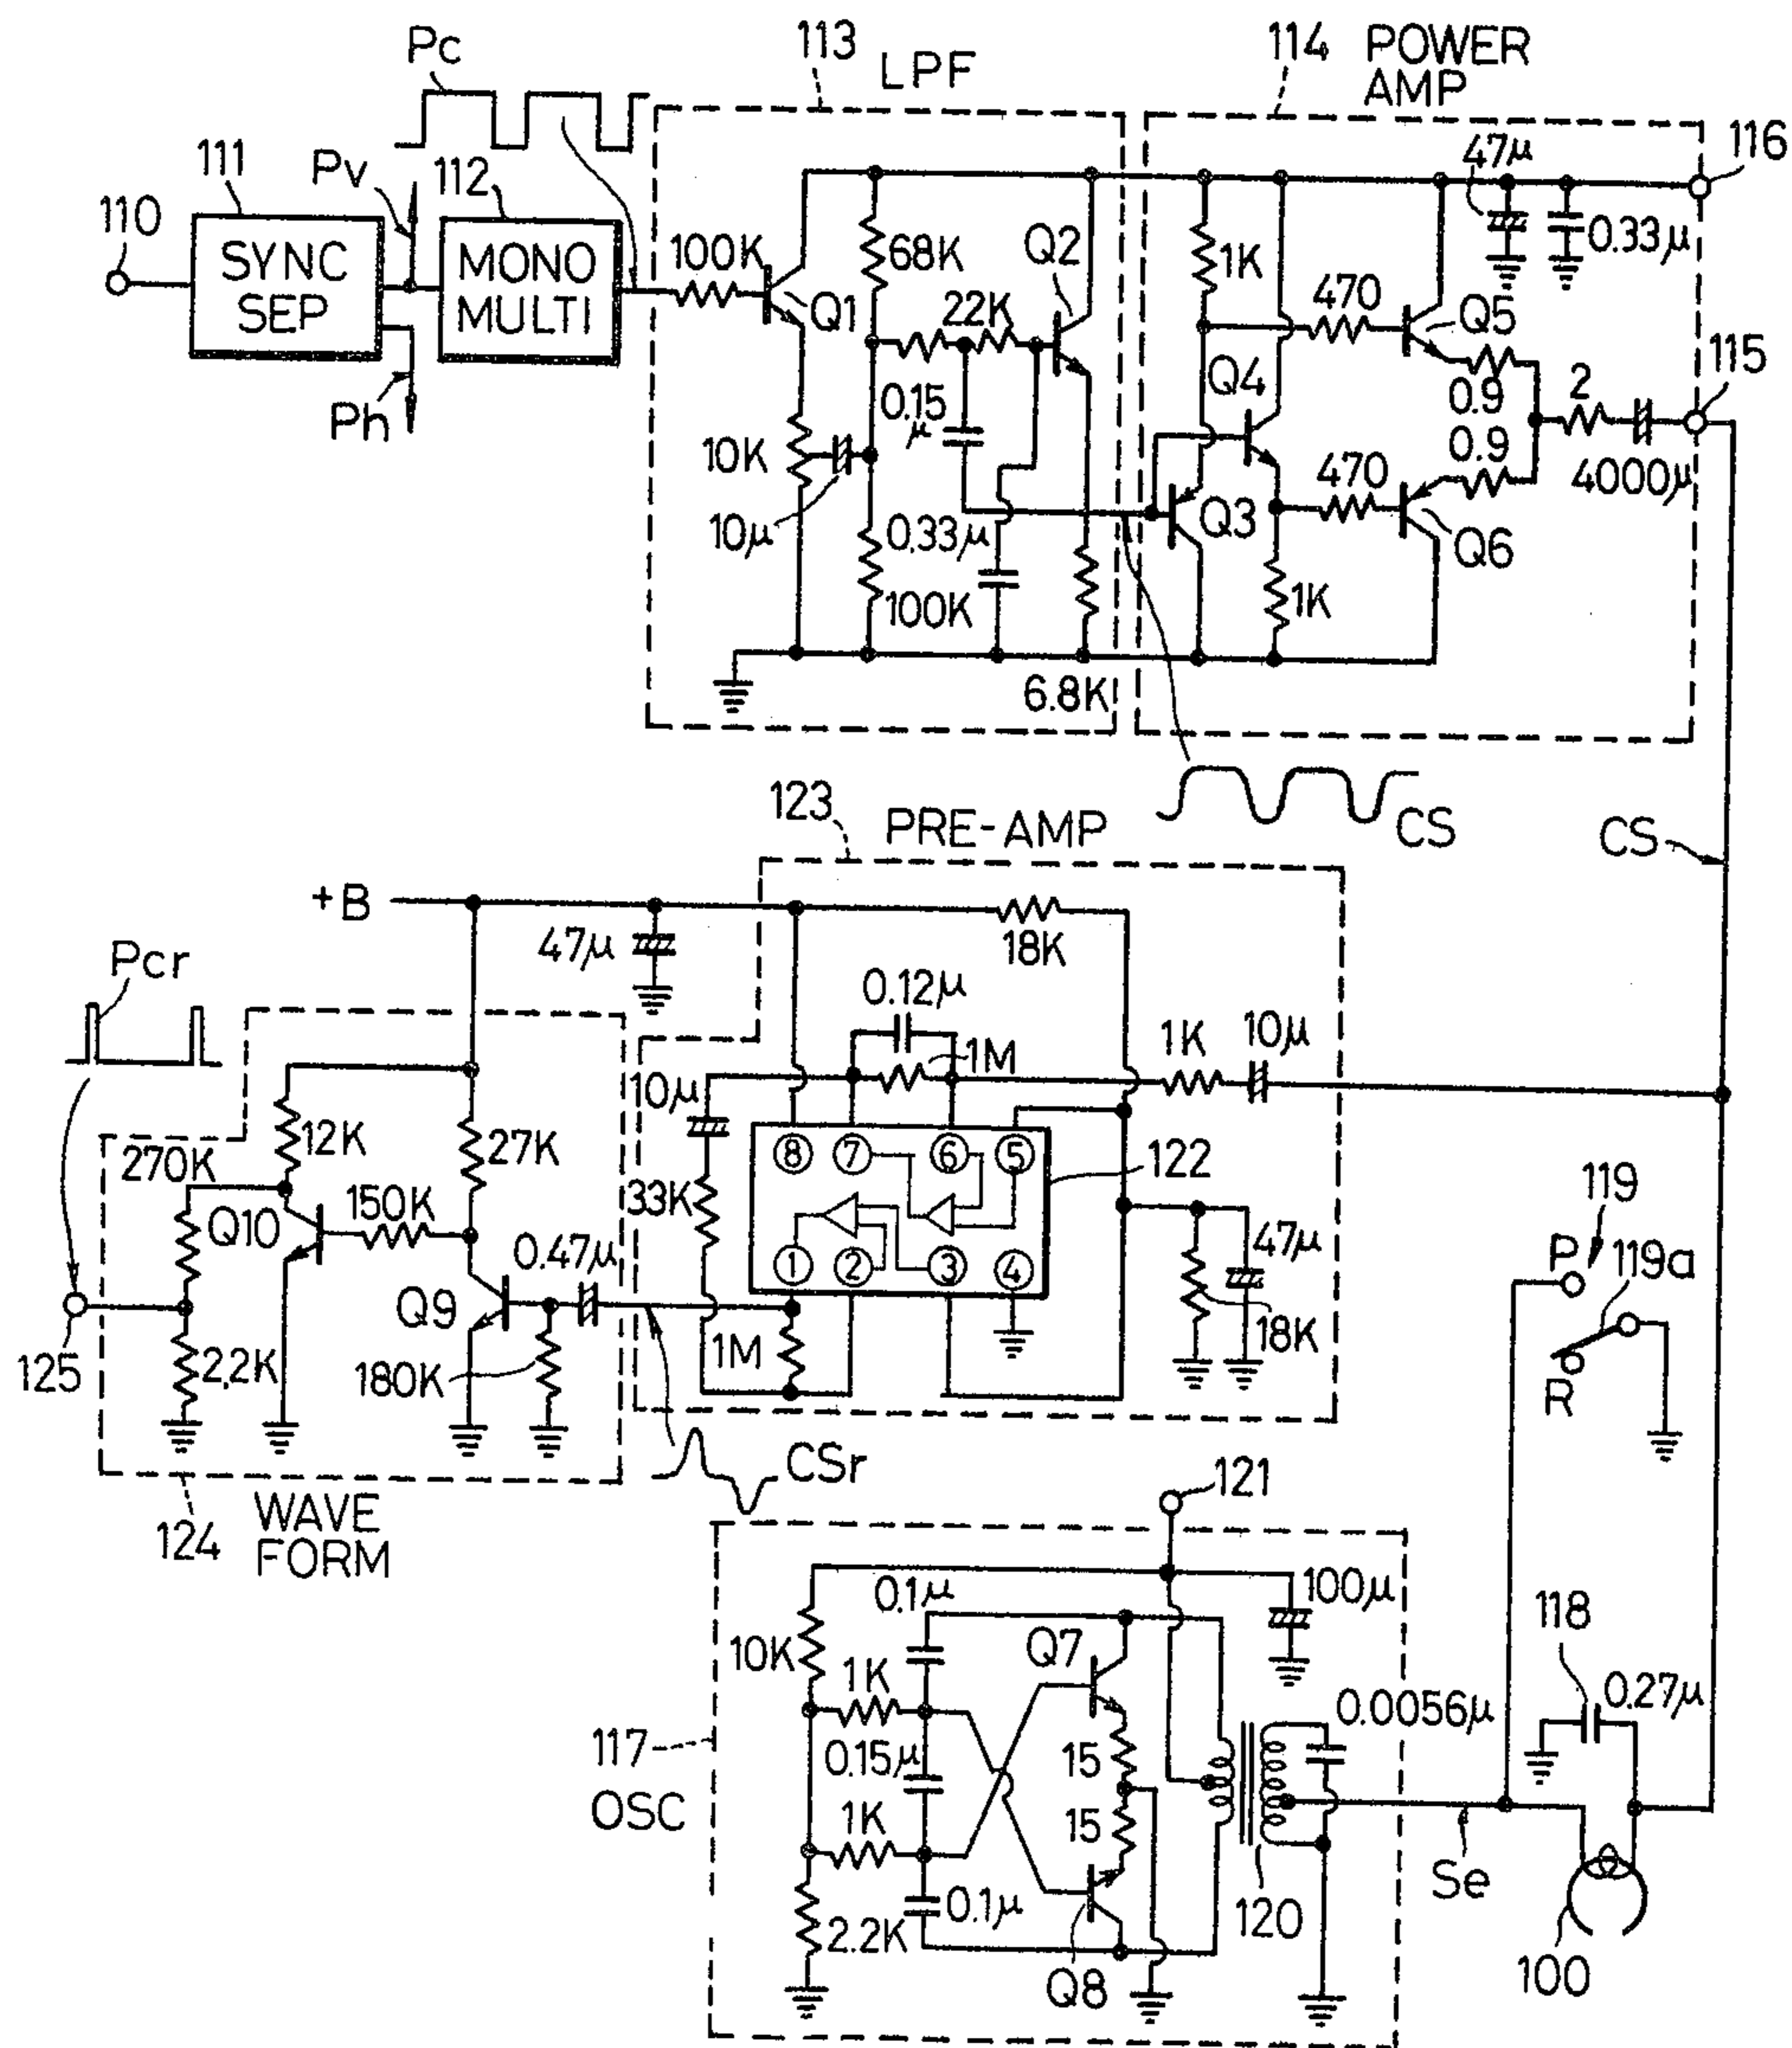 Pc
113
LPF
114
POWER
AMP
116
47μ
0.33μ
111
Pv
112
110
SYNC
SEP
MONO
MULTI
100K
Q1
68K
Q2
22K
1K
470
Q5
115
Ph
0.15
μ
Q4
0.9
2
10K
0.9
470
4000μ
10μ
0.33μ
Q3
Q6
100K
1K
6.8K
123
PRE-AMP
CS
CS
+B
47μ
18K
Pcr
0.12μ
1M
1K
10μ
10μ
12K
27K
270K
8
7
6
5
122
33K
150K
Q10
0.47μ
119
P
119a
47μ
1
2
3
4
Q9
18K
125
2.2K
180K
1M
R
CSr
124
WAVE
FORM
121
0.1μ
100μ
118
10K
1K
Q7
0.27μ
0.0056μ
117
OSC
0.15μ
15
1K
15
Se
0.1μ
120
2.2K
Q8
100